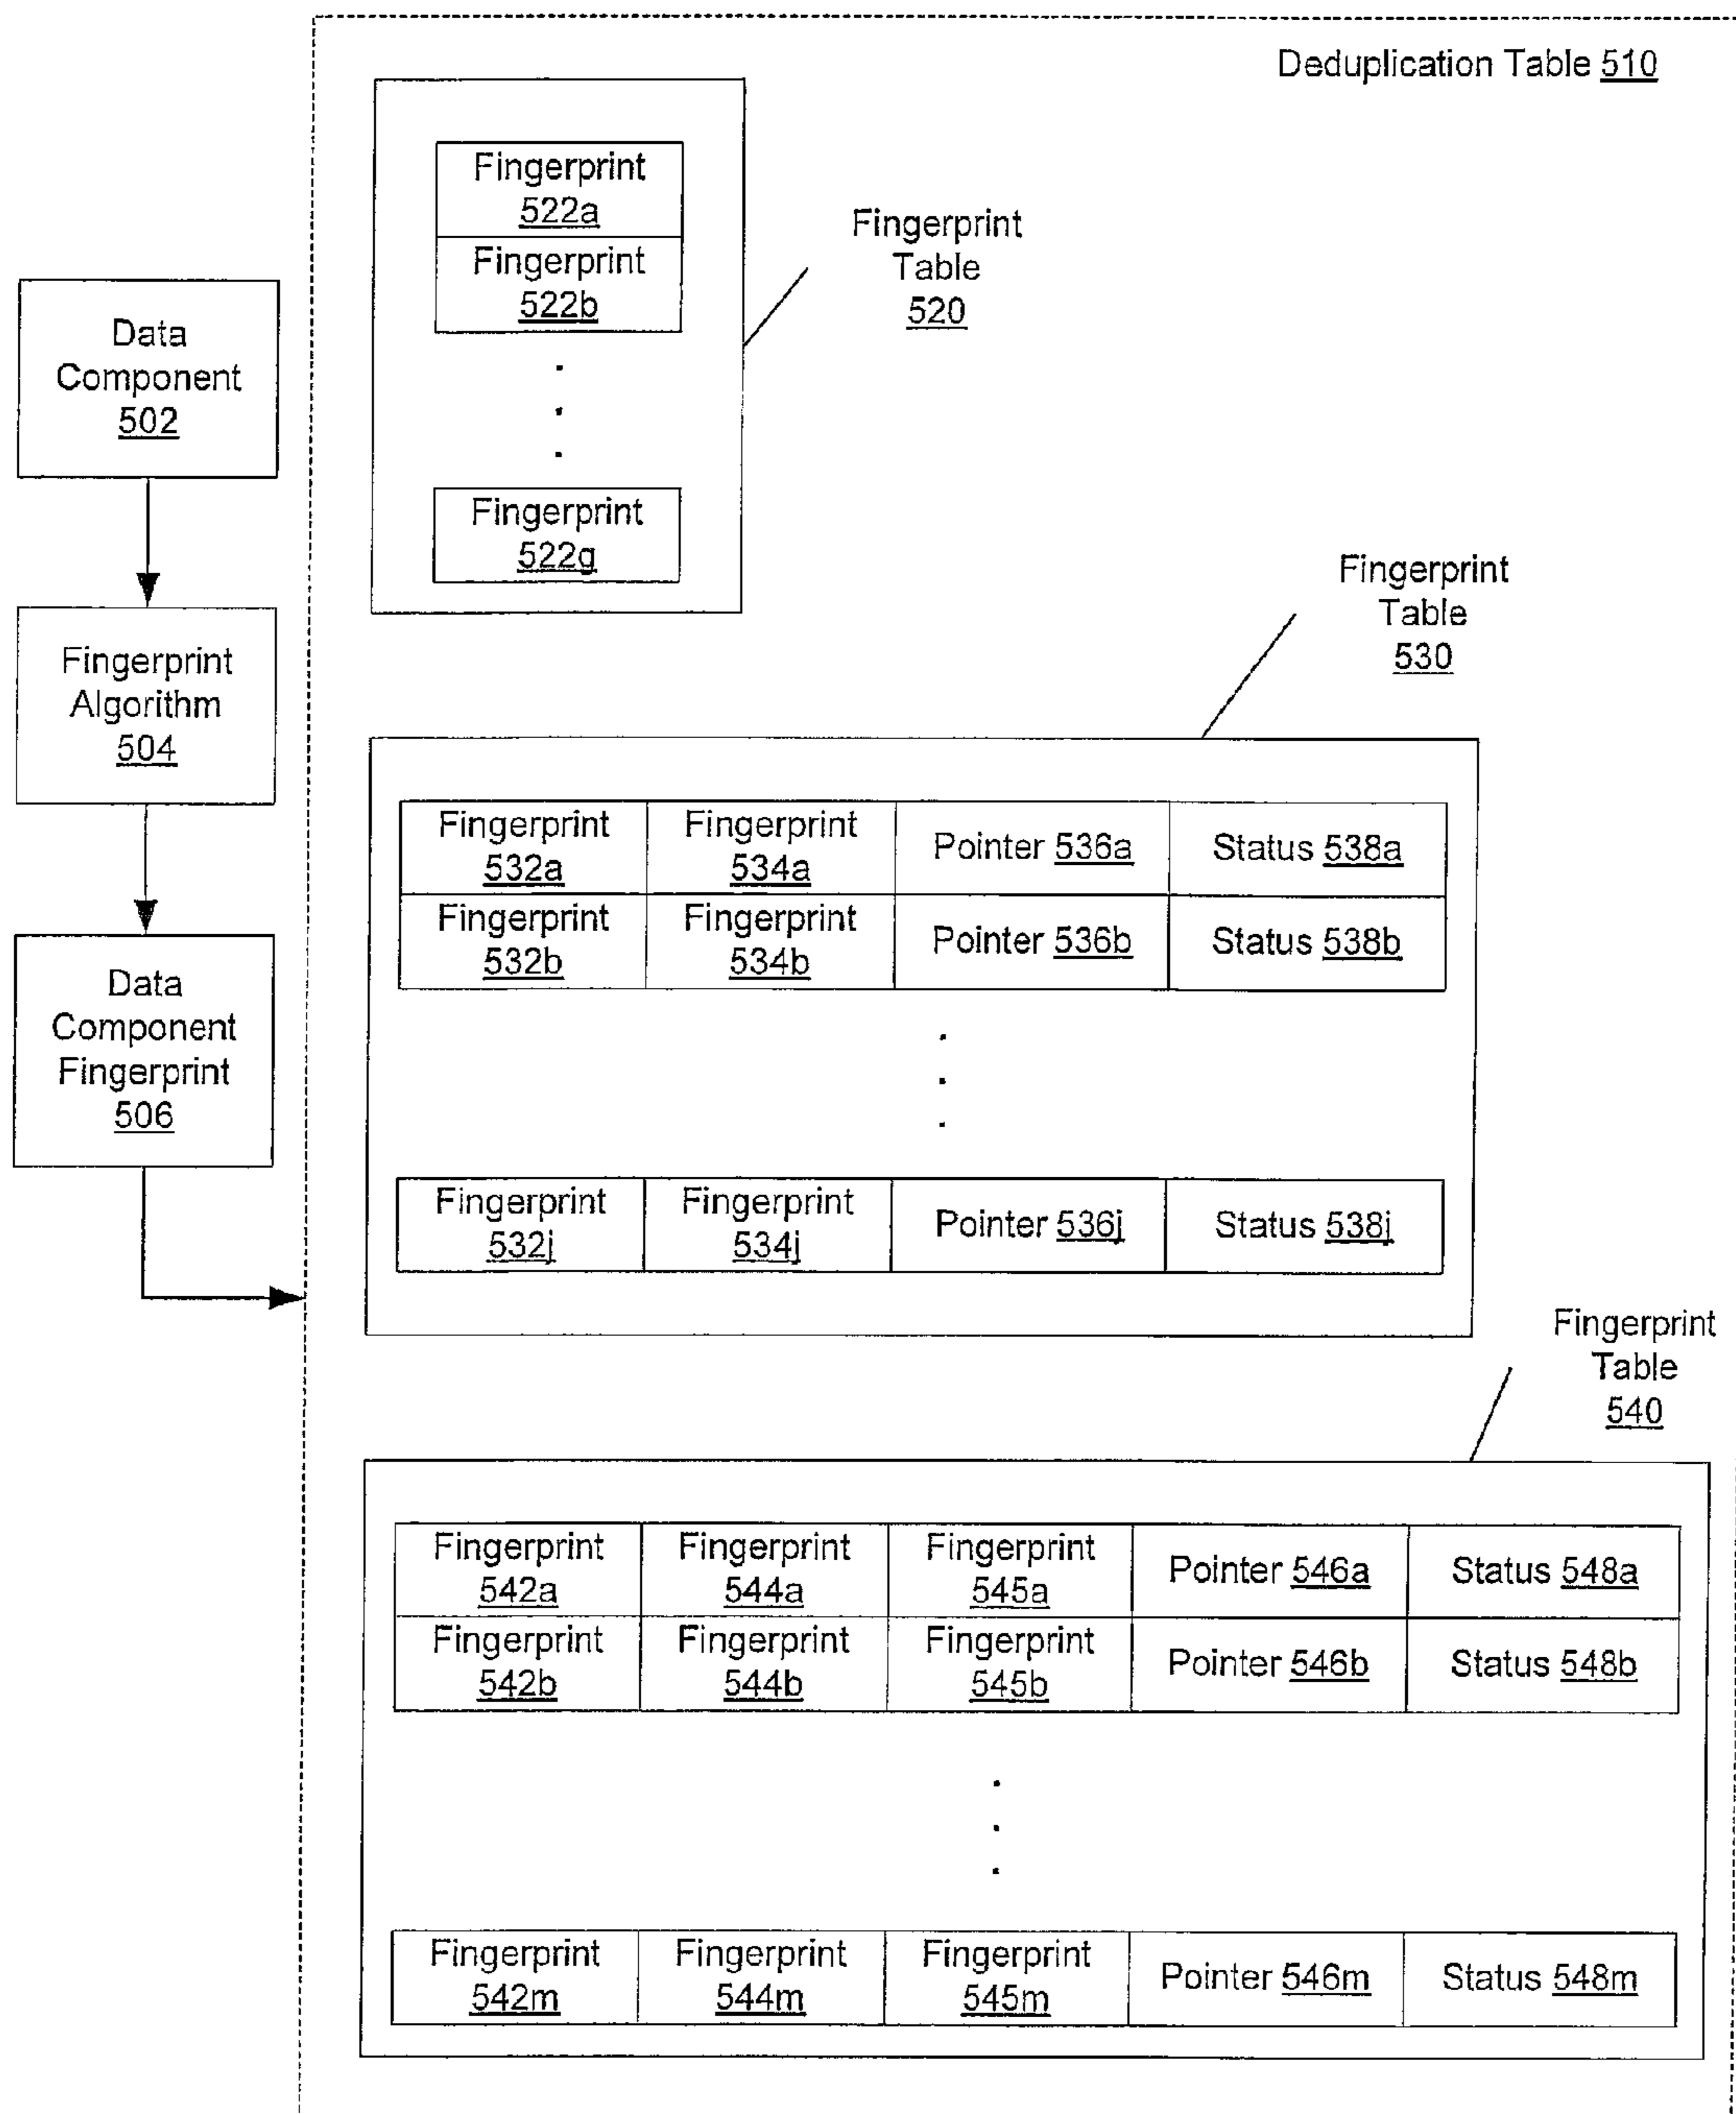 Deduplication Table 510
Data
Component
502
Fingerprint
Algorithm
504
Data
Component
Fingerprint
506
Fingerprint
522a
Fingerprint
522b
Fingerprint
522g
Fingerprint
Table
520
Fingerprint
Table
530
Fingerprint
532a
Fingerprint
534a
Pointer 536a
Status 538a
Fingerprint
532b
Fingerprint
534b
Pointer 536b
Status 538b
Fingerprint
532j
Fingerprint
534j
Pointer 536j
Status 538j
Fingerprint
Table
540
Fingerprint
542a
Fingerprint
544a
Fingerprint
545a
Pointer 546a
Status 548a
Fingerprint
542b
Fingerprint
544b
Fingerprint
545b
Pointer 546b
Status 548b
Fingerprint
542m
Fingerprint
544m
Fingerprint
545m
Pointer 546m
Status 548m